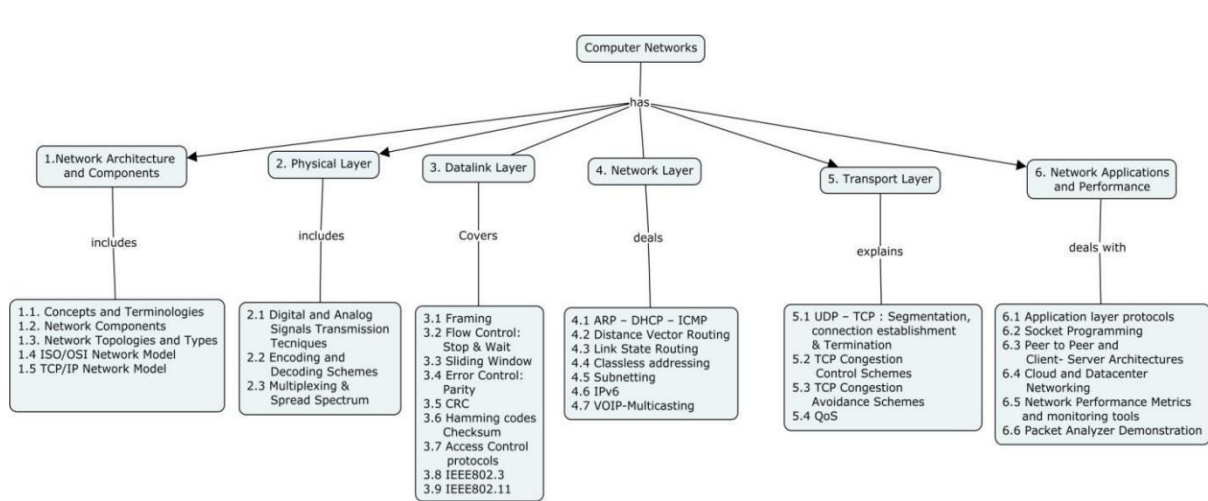 Computer Networks
has
1.Network Architecture
and Components
2. Physical Layer
3. Datalink Layer
4. Network Layer
5. Transport Layer
6. Network Applications
and Performance
includes
includes
Covers
deals
explains
deals with
1.1. Concepts and Terminologies
1.2. Network Components
1.3. Network Topologies and Types
1.4 ISO/OSI Network Model
1.5 TCP/IP Network Model
2.1 Digital and Analog
Signals Transmission
Tecniques
2.2 Encoding and
Decoding Schemes
2.3 Multiplexing &
Spread Spectrum
3.1 Framing
3.2 Flow Control:
Stop & Wait
3.3 Sliding Window
3.4 Error Control:
Parity
3.5 CRC
3.6 Hamming codes
Checksum
3.7 Access Control
protocols
3.8 IEEE802.3
3.9 IEEE802.11
4.1 ARP – DHCP – ICMP
4.2 Distance Vector Routing
4.3 Link State Routing
4.4 Classless addressing
4.5 Subnetting
4.6 IPv6
4.7 VOIP-Multicasting
5.1 UDP – TCP : Segmentation,
connection establishment
& Termination
5.2 TCP Congestion
Control Schemes
5.3 TCP Congestion
Avoidance Schemes
5.4 QoS
6.1 Application layer protocols
6.2 Socket Programming
6.3 Peer to Peer and
Client- Server Architectures
6.4 Cloud and Datacenter
Networking
6.5 Network Performance Metrics
and monitoring tools
6.6 Packet Analyzer Demonstration